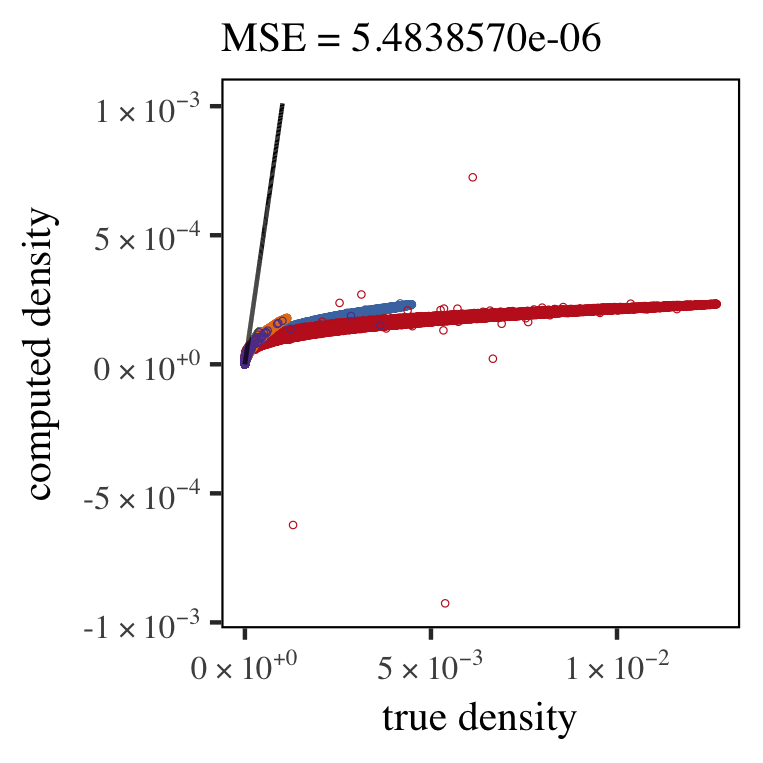 MSE = 5.4838570e-06
1 × 10⁻³
5 × 10⁻⁴
0 × 10⁺⁰
-5 × 10⁻⁴
-1 × 10⁻³
computed density
0 × 10⁺⁰ 5 × 10⁻³ 1 × 10⁻²
true density